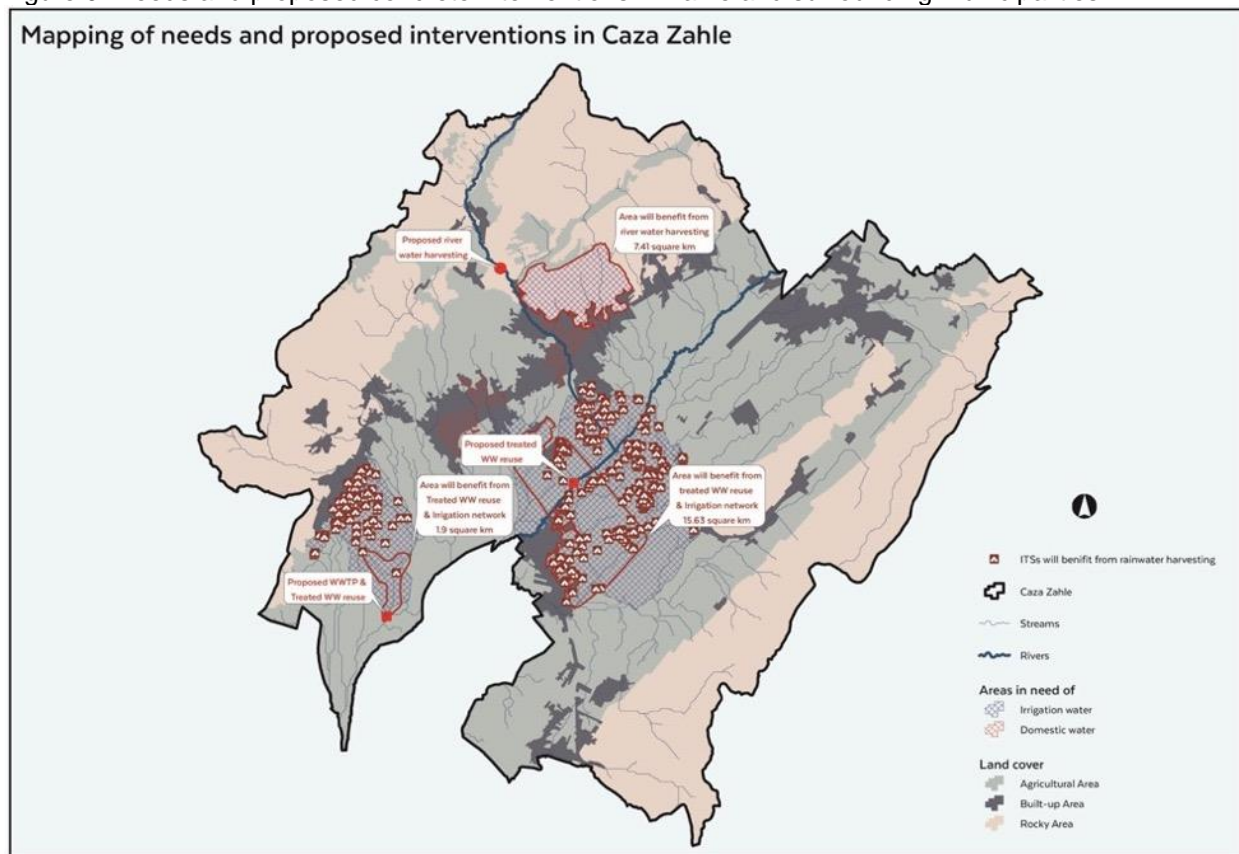 Mapping of needs and proposed interventions in Caza Zahle
Area will benefit from
river water harvesting
7.41 square km
Proposed river
water harvesting
Proposed treated
WW reuse
Area will benefit from
treated WW reuse
& Irrigation network
15.63 square km
Area will benefit from
Treated WW reuse
& Irrigation network
1.9 square km
Proposed WWTP &
Treated WW reuse
ITSs will benifit from rainwater harvesting
Caza Zahle
Streams
Rivers
Areas in need of
Irrigation water
Domestic water
Land cover
Agricultural Area
Built-up Area
Rocky Area